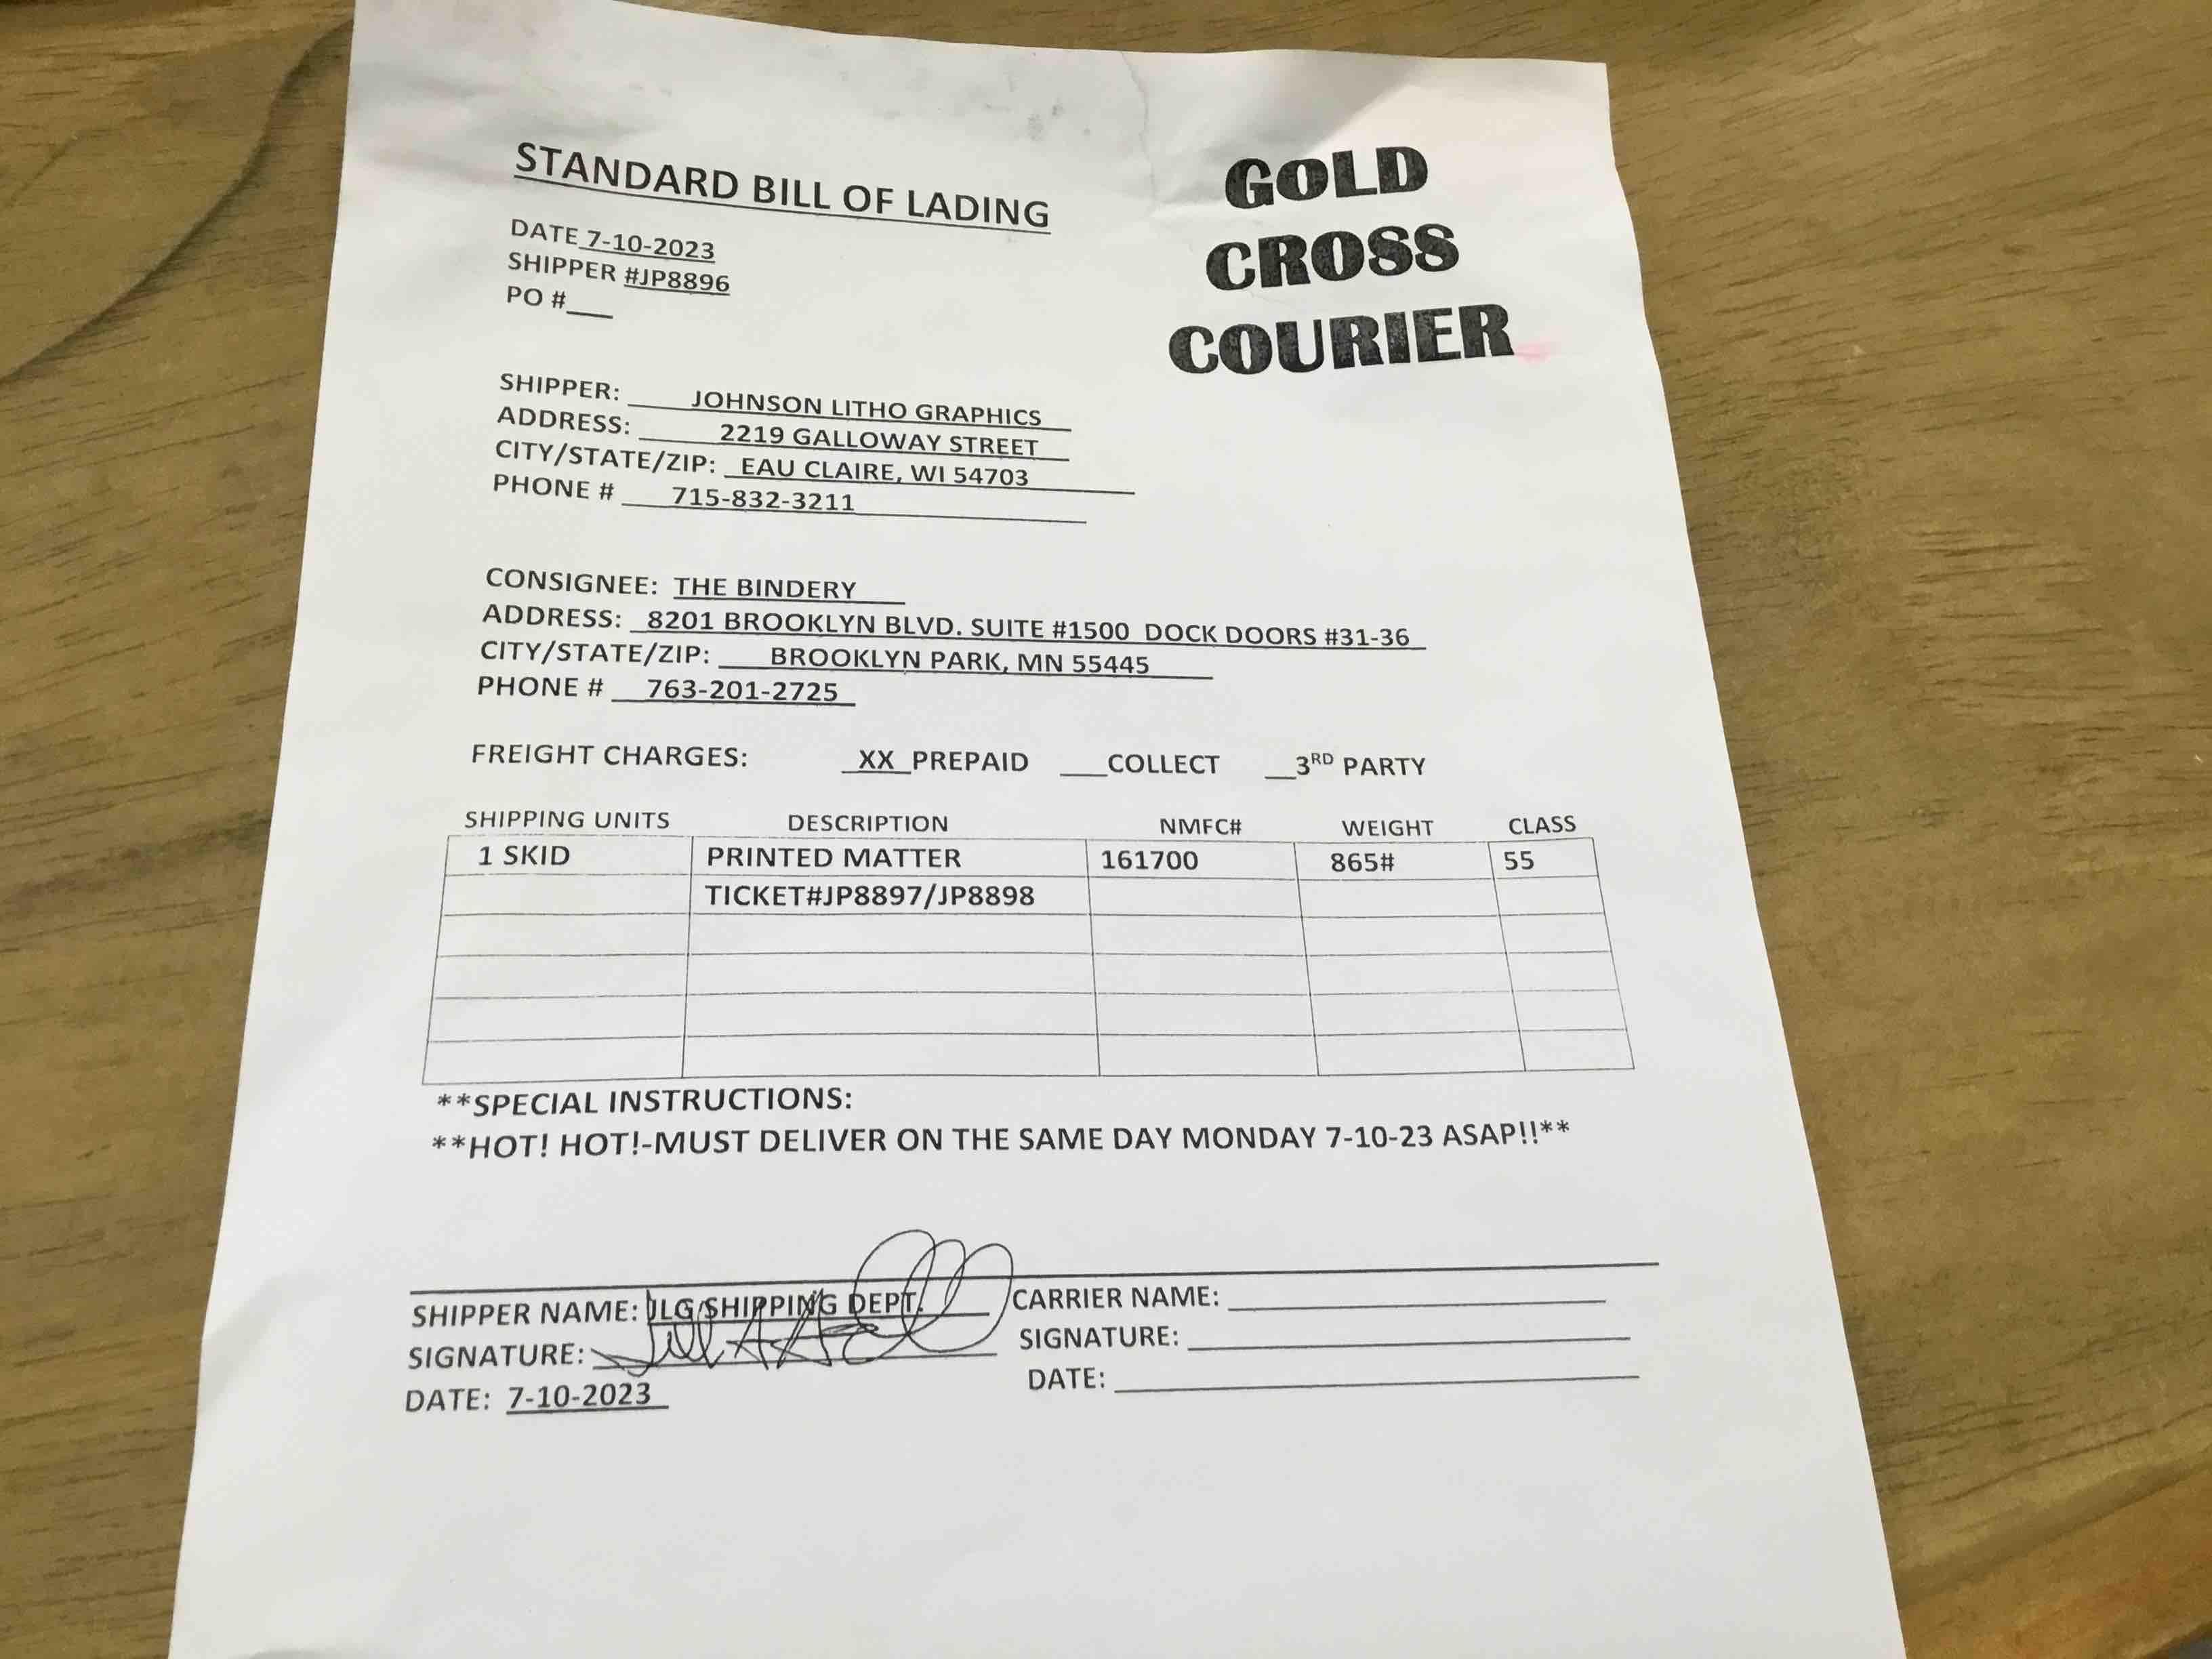 STANDARD BILL OF LADING
GOLD
CROSS
COURIER
DATE 7-10-2023
SHIPPER #JP8896
PO #___
SHIPPER: JOHNSON LITHO GRAPHICS
ADDRESS: 2219 GALLOWAY STREET
CITY/STATE/ZIP: EAU CLAIRE, WI 54703
PHONE # 715-832-3211
CONSIGNEE: THE BINDERY
ADDRESS: 8201 BROOKLYN BLVD. SUITE #1500 DOCK DOORS #31-36
CITY/STATE/ZIP: BROOKLYN PARK, MN 55445
PHONE # 763-201-2725
FREIGHT CHARGES: _XX_PREPAID ___COLLECT __3RD PARTY
SHIPPING UNITS DESCRIPTION NMFC# WEIGHT CLASS
1 SKID PRINTED MATTER 161700 865# 55
TICKET#JP8897/JP8898
**SPECIAL INSTRUCTIONS:
**HOT! HOT!-MUST DELIVER ON THE SAME DAY MONDAY 7-10-23 ASAP!!**
SHIPPER NAME: JLG/SHIPPING DEPT. CARRIER NAME:
SIGNATURE: SIGNATURE:
DATE: 7-10-2023 DATE: